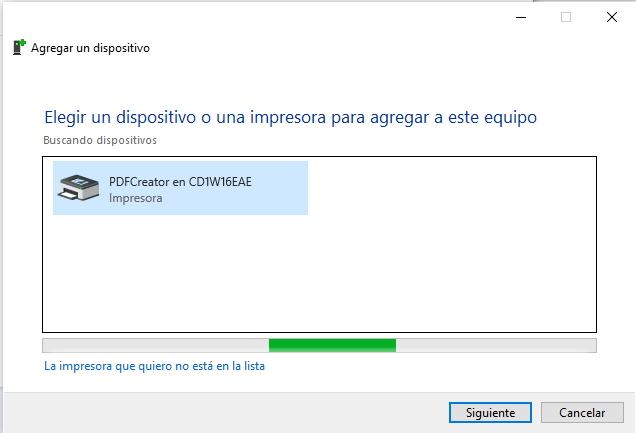 Agregar un dispositivo
Elegir un dispositivo o una impresora para agregar a este equipo
Buscando dispositivos
PDFCreator en CD1W16EAE
Impresora
La impresora que quiero no está en la lista
Siguiente
Cancelar